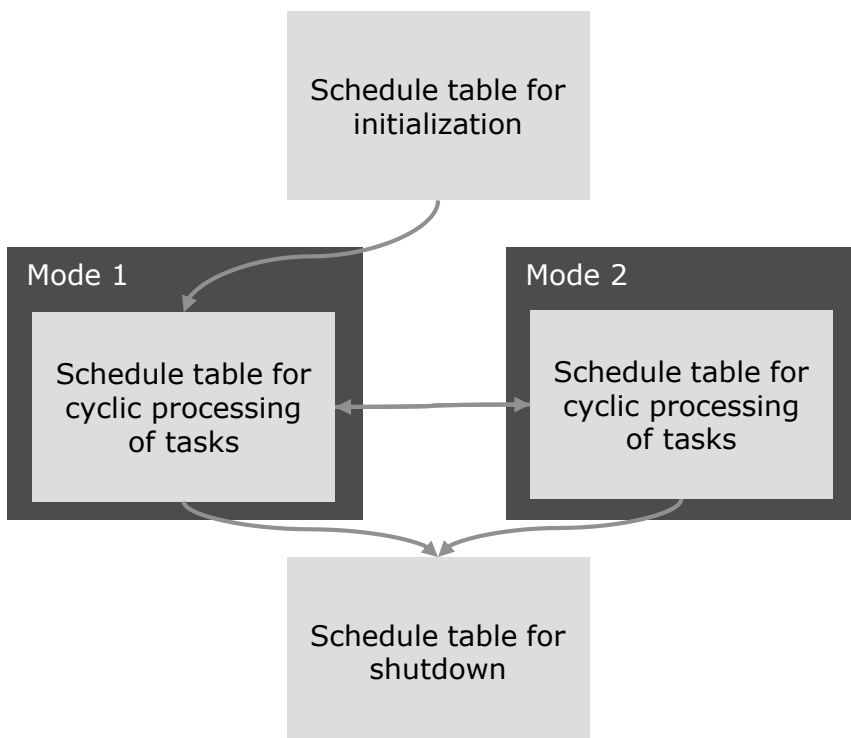 Schedule table for
initialization
Mode 1
Schedule table for
cyclic processing
of tasks
Mode 2
Schedule table for
cyclic processing
of tasks
Schedule table for
shutdown